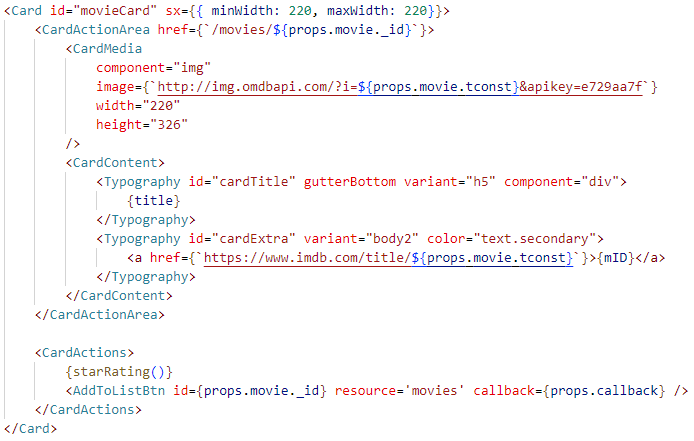 <Card id="movieCard" sx={{ minWidth: 220, maxWidth: 220}}>
    <CardActionArea href={`/movies/${props.movie._id}`}>
        <CardMedia
            component="img"
            image={`http://img.omdbapi.com/?i=${props.movie.tconst}&apikey=e729aa7f`}
            width="220"
            height="326"
        />
        <CardContent>
            <Typography id="cardTitle" gutterBottom variant="h5" component="div">
                {title}
            </Typography>
            <Typography id="cardExtra" variant="body2" color="text.secondary">
                <a href={`https://www.imdb.com/title/${props.movie.tconst}`}>{mID}</a>
            </Typography>
        </CardContent>
    </CardActionArea>

    <CardActions>
        {starRating()}
        <AddToListBtn id={props.movie._id} resource='movies' callback={props.callback} />
    </CardActions>
</Card>